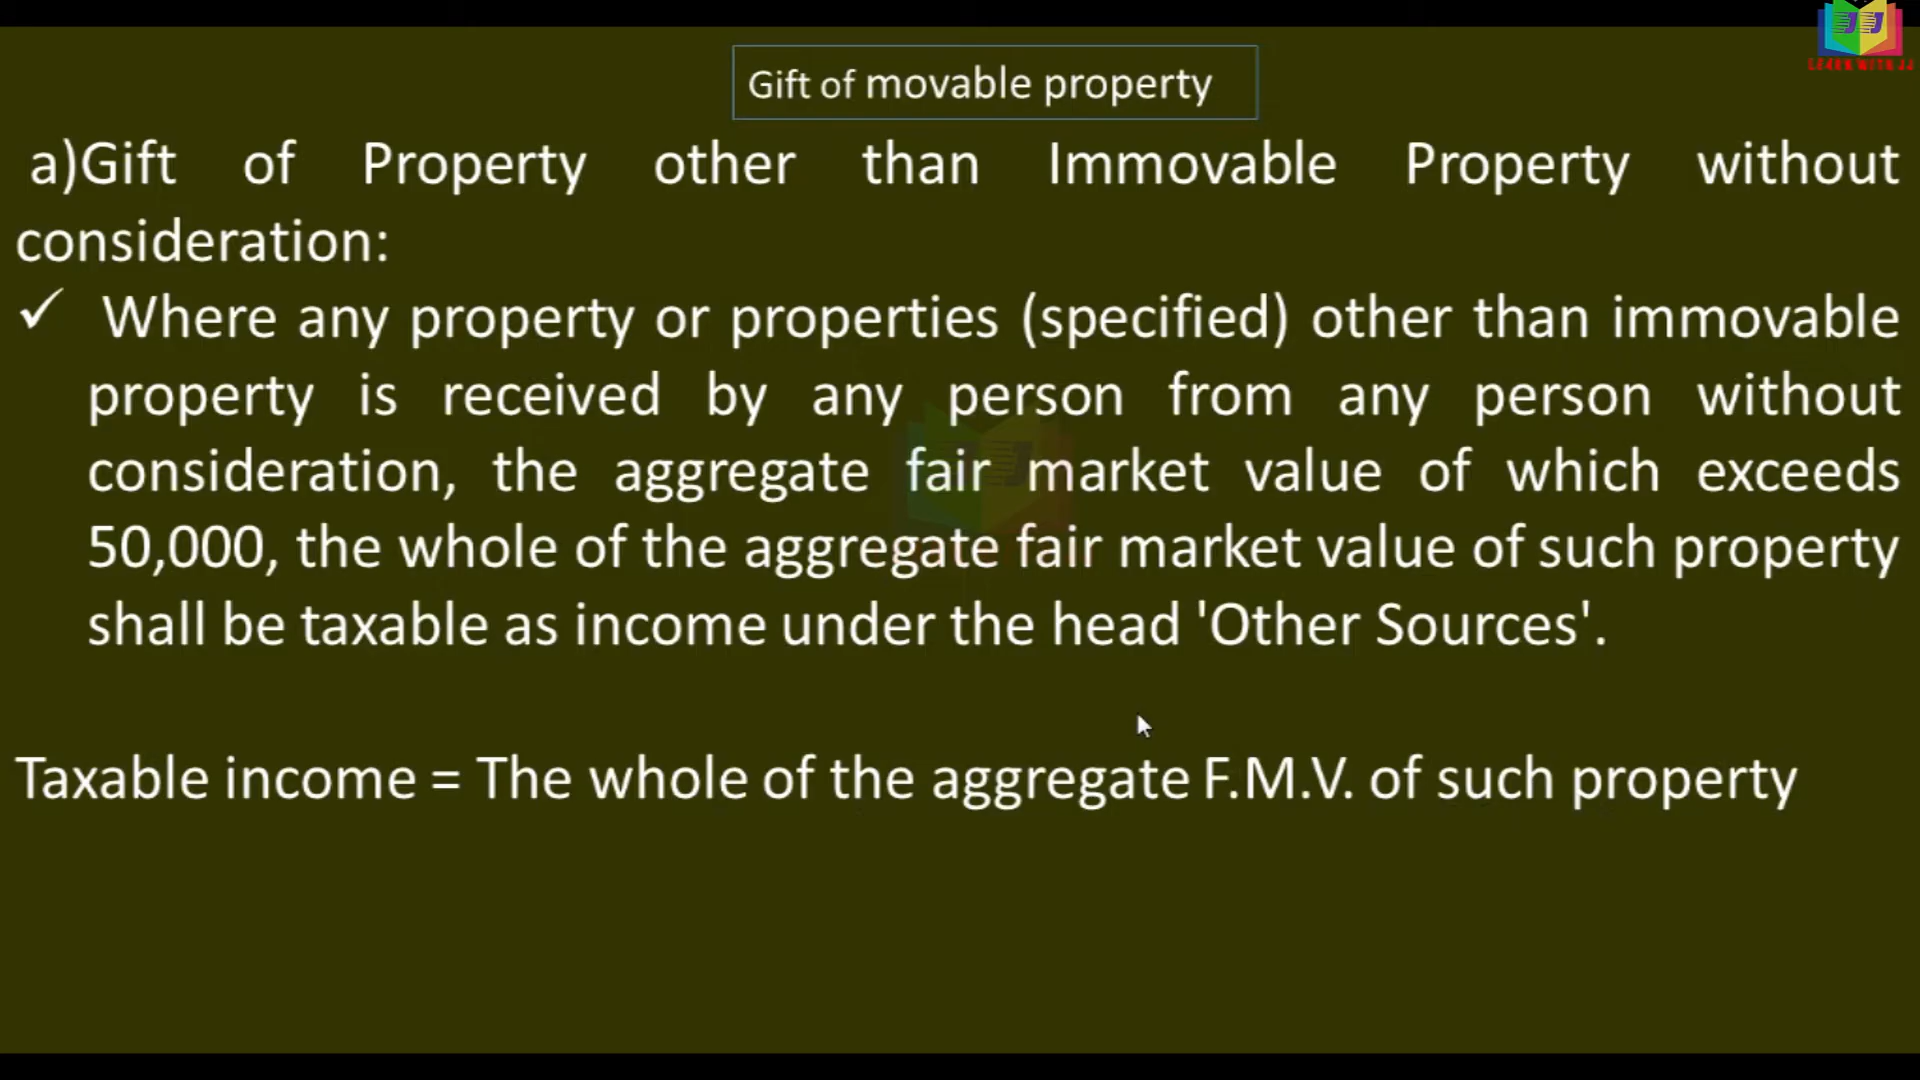 LEARN WITH JJ
Gift of movable property
a)Gift of Property other than Immovable Property without
consideration:
✓ Where any property or properties (specified) other than immovable
property is received by any person from any person without
consideration, the aggregate fair market value of which exceeds
50,000, the whole of the aggregate fair market value of such property
shall be taxable as income under the head 'Other Sources'.
Taxable income = The whole of the aggregate F.M.V. of such property